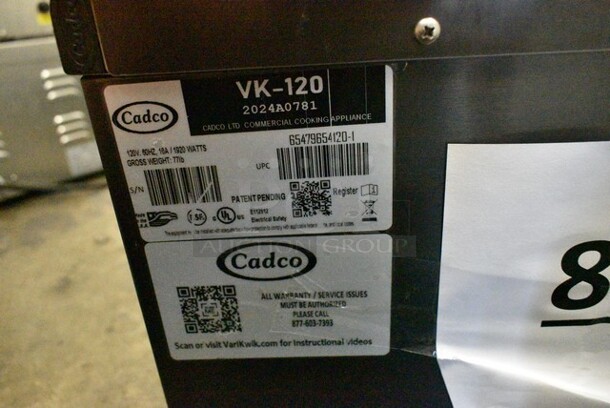 Cadco
VK-120
2024A0781
CADCO LTD COMMERCIAL COOKING APPLIANCE
120V, 60HZ, 16A / 1920 WATTS
GROSS WEIGHT: 77lb
UPC
65479654120-1
S/N
PATENT PENDING
Register
Electrical Safety
Cadco
ALL WARRANTY / SERVICE ISSUES
MUST BE AUTHORIZED
PLEASE CALL
877-603-7393
Scan or visit VariKwik.com for instructional videos
AUCTION GROUP
8